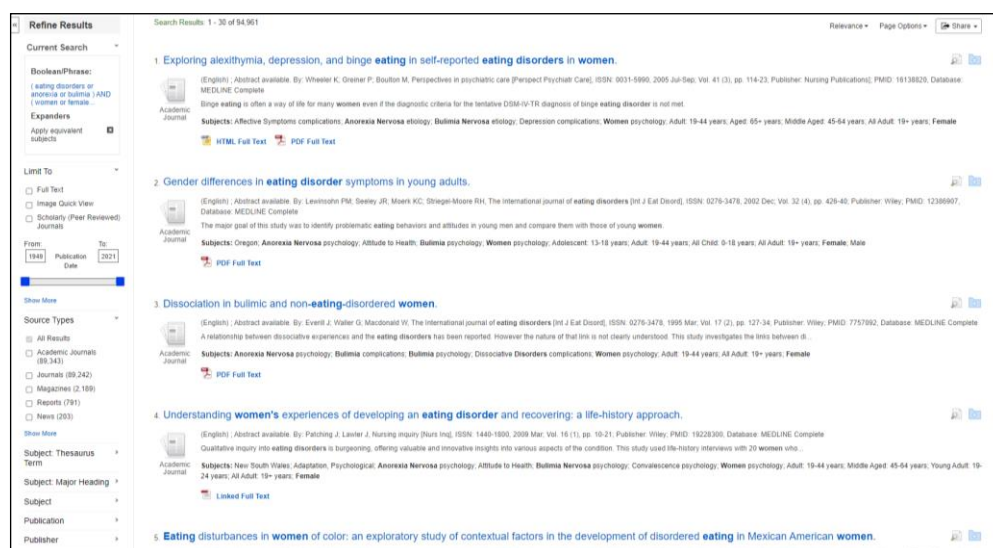 «
Refine Results
Current Search
Boolean/Phrase:
( eating disorders or
anorexia or bulimia ) AND
( women or female ...
Expanders
Apply equivalent
subjects
Limit To
Full Text
Image Quick View
Scholarly (Peer Reviewed)
Journals
From: To:
1949 Publication 2021
Date
Show More
Source Types
All Results
Academic Journals
(89,343)
Journals (89,242)
Magazines (2,189)
Reports (791)
News (203)
Show More
Subject: Thesaurus
Term
Subject: Major Heading
Subject
Publication
Publisher
Search Results: 1 - 30 of 94,961
Relevance Page Options Share
1. Exploring alexithymia, depression, and binge eating in self-reported eating disorders in women.
(English) ; Abstract available. By: Wheeler K; Greiner P; Boulton M, Perspectives in psychiatric care [Perspect Psychiatr Care], ISSN: 0031-5990, 2005 Jul-Sep; Vol. 41 (3), pp. 114-23; Publisher: Nursing Publications]; PMID: 16138820, Database:
MEDLINE Complete
Binge eating is often a way of life for many women even if the diagnostic criteria for the tentative DSM-IV-TR diagnosis of binge eating disorder is not met.
Academic
Journal
Subjects: Affective Symptoms complications; Anorexia Nervosa etiology; Bulimia Nervosa etiology; Depression complications; Women psychology; Adult: 19-44 years; Aged: 65+ years; Middle Aged: 45-64 years; All Adult: 19+ years; Female
HTML Full Text PDF Full Text
2. Gender differences in eating disorder symptoms in young adults.
(English) ; Abstract available. By: Lewinsohn PM; Seeley JR; Moerk KC; Striegel-Moore RH, The International journal of eating disorders [Int J Eat Disord], ISSN: 0276-3478, 2002 Dec; Vol. 32 (4), pp. 426-40; Publisher: Wiley; PMID: 12386907,
Database: MEDLINE Complete
The major goal of this study was to identify problematic eating behaviors and attitudes in young men and compare them with those of young women.
Academic
Journal
Subjects: Oregon; Anorexia Nervosa psychology; Attitude to Health; Bulimia psychology; Women psychology; Adolescent: 13-18 years; Adult: 19-44 years; All Child: 0-18 years; All Adult: 19+ years; Female; Male
PDF Full Text
3. Dissociation in bulimic and non-eating-disordered women.
(English) ; Abstract available. By: Everill J; Waller G; Macdonald W, The International journal of eating disorders [Int J Eat Disord], ISSN: 0276-3478, 1995 Mar; Vol. 17 (2), pp. 127-34; Publisher: Wiley; PMID: 7757092, Database: MEDLINE Complete
A relationship between dissociative experiences and the eating disorders has been reported. However the nature of that link is not clearly understood. This study investigates the links between di...
Academic
Journal
Subjects: Anorexia Nervosa psychology; Bulimia complications; Bulimia psychology; Dissociative Disorders complications; Women psychology; Adult: 19-44 years; All Adult: 19+ years; Female
PDF Full Text
4. Understanding women's experiences of developing an eating disorder and recovering: a life-history approach.
(English) ; Abstract available. By: Patching J; Lawler J, Nursing inquiry [Nurs Inq], ISSN: 1440-1800, 2009 Mar; Vol. 16 (1), pp. 10-21; Publisher: Wiley; PMID: 19228300, Database: MEDLINE Complete
Qualitative inquiry into eating disorders is burgeoning, offering valuable and innovative insights into various aspects of the condition. This study used life-history interviews with 20 women who...
Academic
Journal
Subjects: New South Wales; Adaptation, Psychological; Anorexia Nervosa psychology; Attitude to Health; Bulimia Nervosa psychology; Convalescence psychology; Women psychology; Adult: 19-44 years; Middle Aged: 45-64 years; Young Adult: 19-
24 years; All Adult: 19+ years; Female
Linked Full Text
5. Eating disturbances in women of color: an exploratory study of contextual factors in the development of disordered eating in Mexican American women.